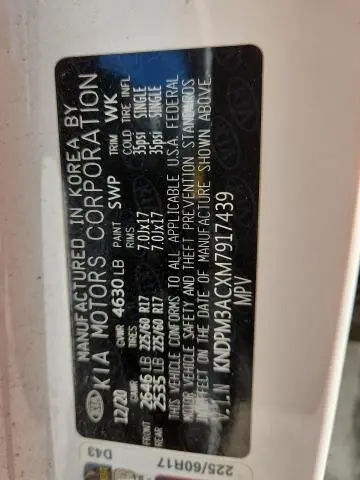 MANUFACTURED IN KOREA BY
KIA MOTORS CORPORATION
12/20 GVWR 4630 LB PAINT SWP TRIM WK
GAWR TIRES RIMS COLD TIRE INFL
FRONT 2646 LB 225/60 R17 7.0Jx17 35psi SINGLE
REAR 2535 LB 225/60 R17 7.0Jx17 35psi SINGLE
THIS VEHICLE CONFORMS TO ALL APPLICABLE U.S.A. FEDERAL
MOTOR VEHICLE SAFETY AND THEFT PREVENTION STANDARDS
IN EFFECT ON THE DATE OF MANUFACTURE SHOWN ABOVE
V.I.N KNDPM3ACXM7917439
MPV
D43
225/60R17